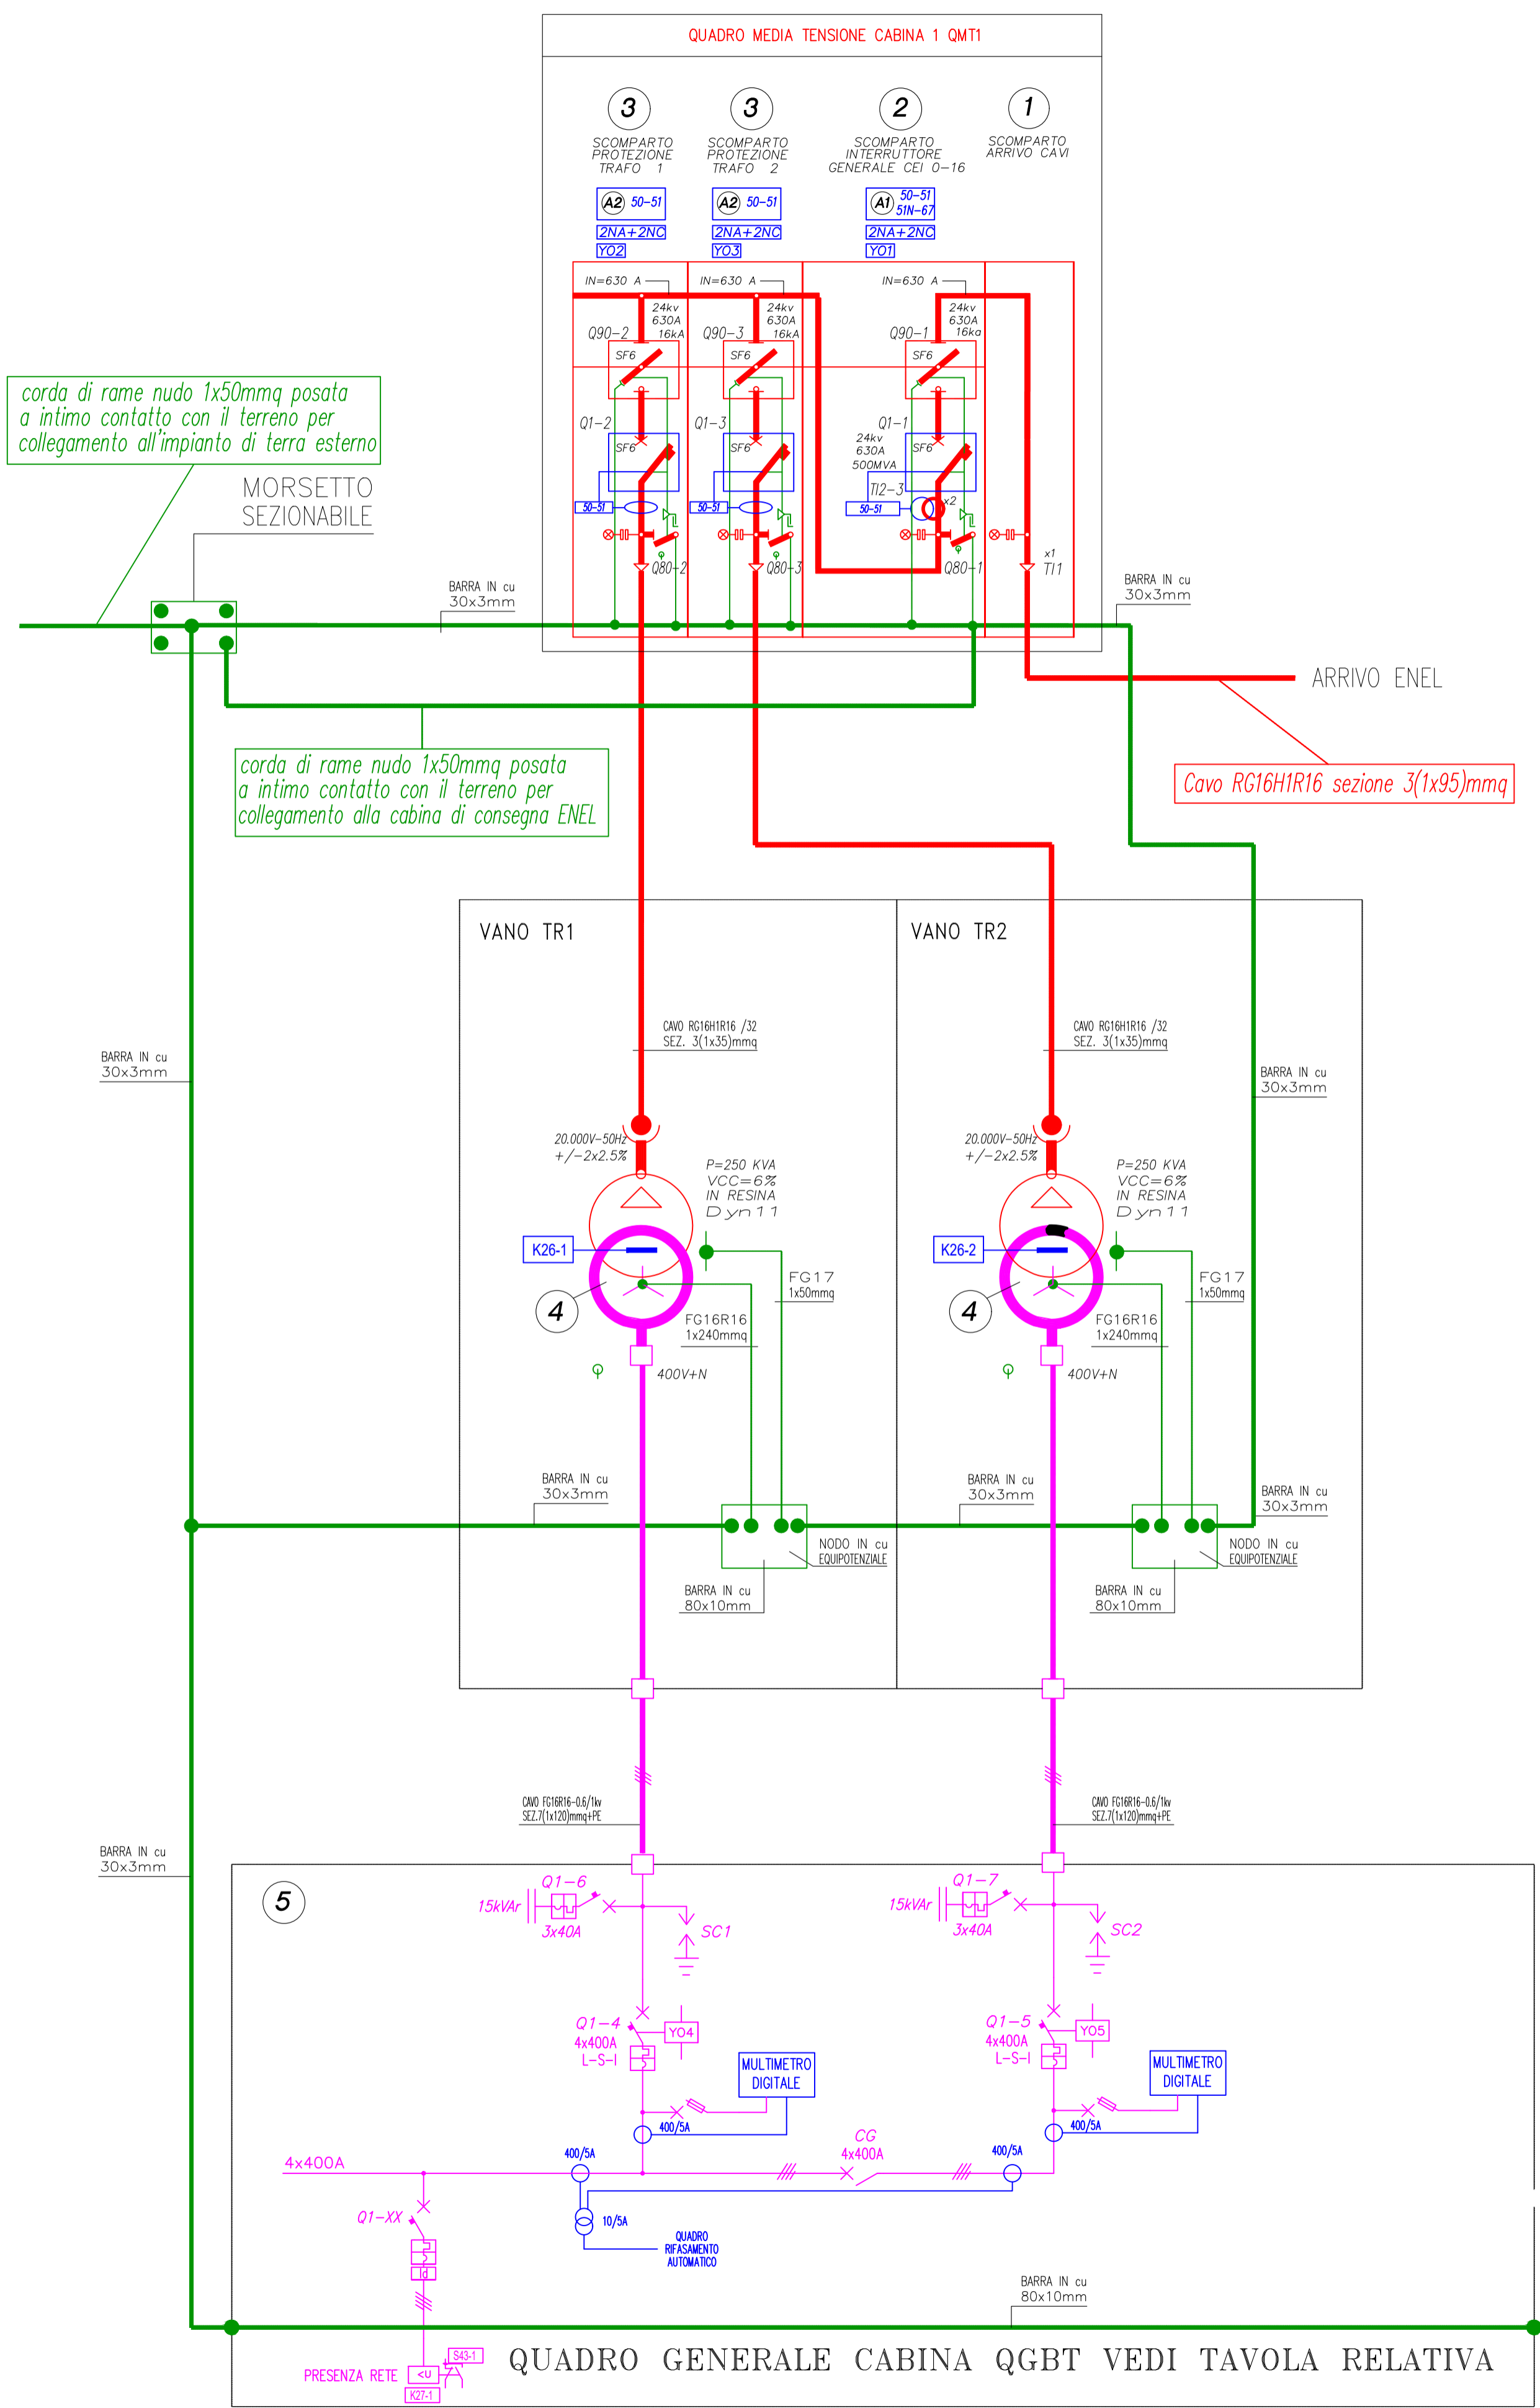 QUADRO MEDIA TENSIONE CABINA 1 QMT1
3
SCOMPARTO
PROTEZIONE
TRAFO 1
A2 50-51
2NA+2NC
YO2
3
SCOMPARTO
PROTEZIONE
TRAFO 2
A2 50-51
2NA+2NC
YO3
2
SCOMPARTO
INTERRUTTORE
GENERALE CEI 0-16
A1 50-51
51N-67
2NA+2NC
YO1
1
SCOMPARTO
ARRIVO CAVI
IN=630 A
24kv
630A
16kA
Q90-2
SF6
Q1-2
SF6
50-51
Q80-2
IN=630 A
24kv
630A
16kA
Q90-3
SF6
Q1-3
SF6
50-51
Q80-3
IN=630 A
24kv
630A
16ka
Q90-1
SF6
Q1-1
24kv
630A
500MVA
SF6
TI2-3
x2
50-51
Q80-1
x1
TI1
corda di rame nudo 1x50mmq posata
a intimo contatto con il terreno per
collegamento all'impianto di terra esterno
MORSETTO
SEZIONABILE
BARRA IN cu
30x3mm
BARRA IN cu
30x3mm
ARRIVO ENEL
corda di rame nudo 1x50mmq posata
a intimo contatto con il terreno per
collegamento alla cabina di consegna ENEL
Cavo RG16H1R16 sezione 3(1x95)mmq
VANO TR1
VANO TR2
CAVO RG16H1R16 /32
SEZ. 3(1x35)mmq
CAVO RG16H1R16 /32
SEZ. 3(1x35)mmq
BARRA IN cu
30x3mm
BARRA IN cu
30x3mm
20.000V-50Hz
+/-2x2.5%
P=250 KVA
VCC=6%
IN RESINA
Dyn11
K26-1
4
FG17
1x50mmq
FG16R16
1x240mmq
400V+N
20.000V-50Hz
+/-2x2.5%
P=250 KVA
VCC=6%
IN RESINA
Dyn11
K26-2
4
FG17
1x50mmq
FG16R16
1x240mmq
400V+N
BARRA IN cu
30x3mm
BARRA IN cu
30x3mm
BARRA IN cu
30x3mm
NODO IN cu
EQUIPOTENZIALE
BARRA IN cu
80x10mm
NODO IN cu
EQUIPOTENZIALE
BARRA IN cu
80x10mm
CAVO FG16R16-0.6/1kv
SEZ.7(1x120)mmq+PE
CAVO FG16R16-0.6/1kv
SEZ.7(1x120)mmq+PE
BARRA IN cu
30x3mm
5
Q1-6
15kVAr
3x40A
SC1
Q1-7
15kVAr
3x40A
SC2
Q1-4
4x400A
L-S-I
YO4
MULTIMETRO
DIGITALE
400/5A
Q1-5
4x400A
L-S-I
YO5
MULTIMETRO
DIGITALE
400/5A
4x400A
400/5A
CG
4x400A
400/5A
Q1-XX
Id
10/5A
QUADRO
RIFASAMENTO
AUTOMATICO
BARRA IN cu
80x10mm
PRESENZA RETE
<U
S43-1
K27-1
QUADRO GENERALE CABINA QGBT VEDI TAVOLA RELATIVA